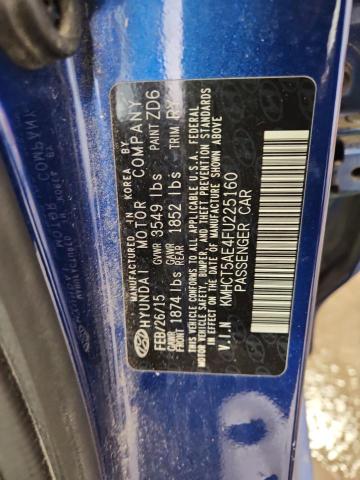 MANUFACTURED IN KOREA BY
HYUNDAI MOTOR COMPANY
FEB/26/15 GVWR 3549 lbs PAINT ZD6
GAWR FRONT 1874 lbs GAWR REAR 1852 lbs TRIM RY
THIS VEHICLE CONFORMS TO ALL APPLICABLE U.S.A. FEDERAL
MOTOR VEHICLE SAFETY, BUMPER, AND THEFT PREVENTION STANDARDS
IN EFFECT ON THE DATE OF MANUFACTURE SHOWN ABOVE
V.I.N : KMHCT5AE4FU225160
PASSENGER CAR